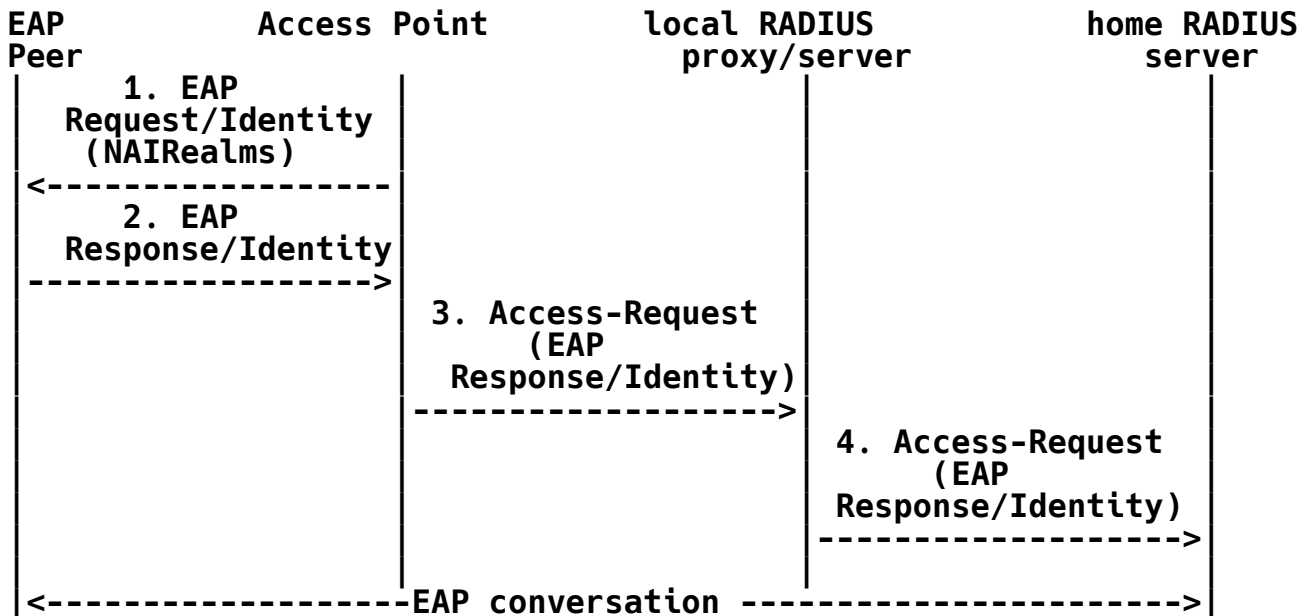 EAP Access Point local RADIUS home RADIUS
Peer proxy/server server
1. EAP
Request/Identity
(NAIRealms)
<------------------
2. EAP
Response/Identity
------------------>
3. Access-Request
(EAP
Response/Identity)
------------------->
4. Access-Request
(EAP
Response/Identity)
------------------->
<-------------------EAP conversation ----------------------->